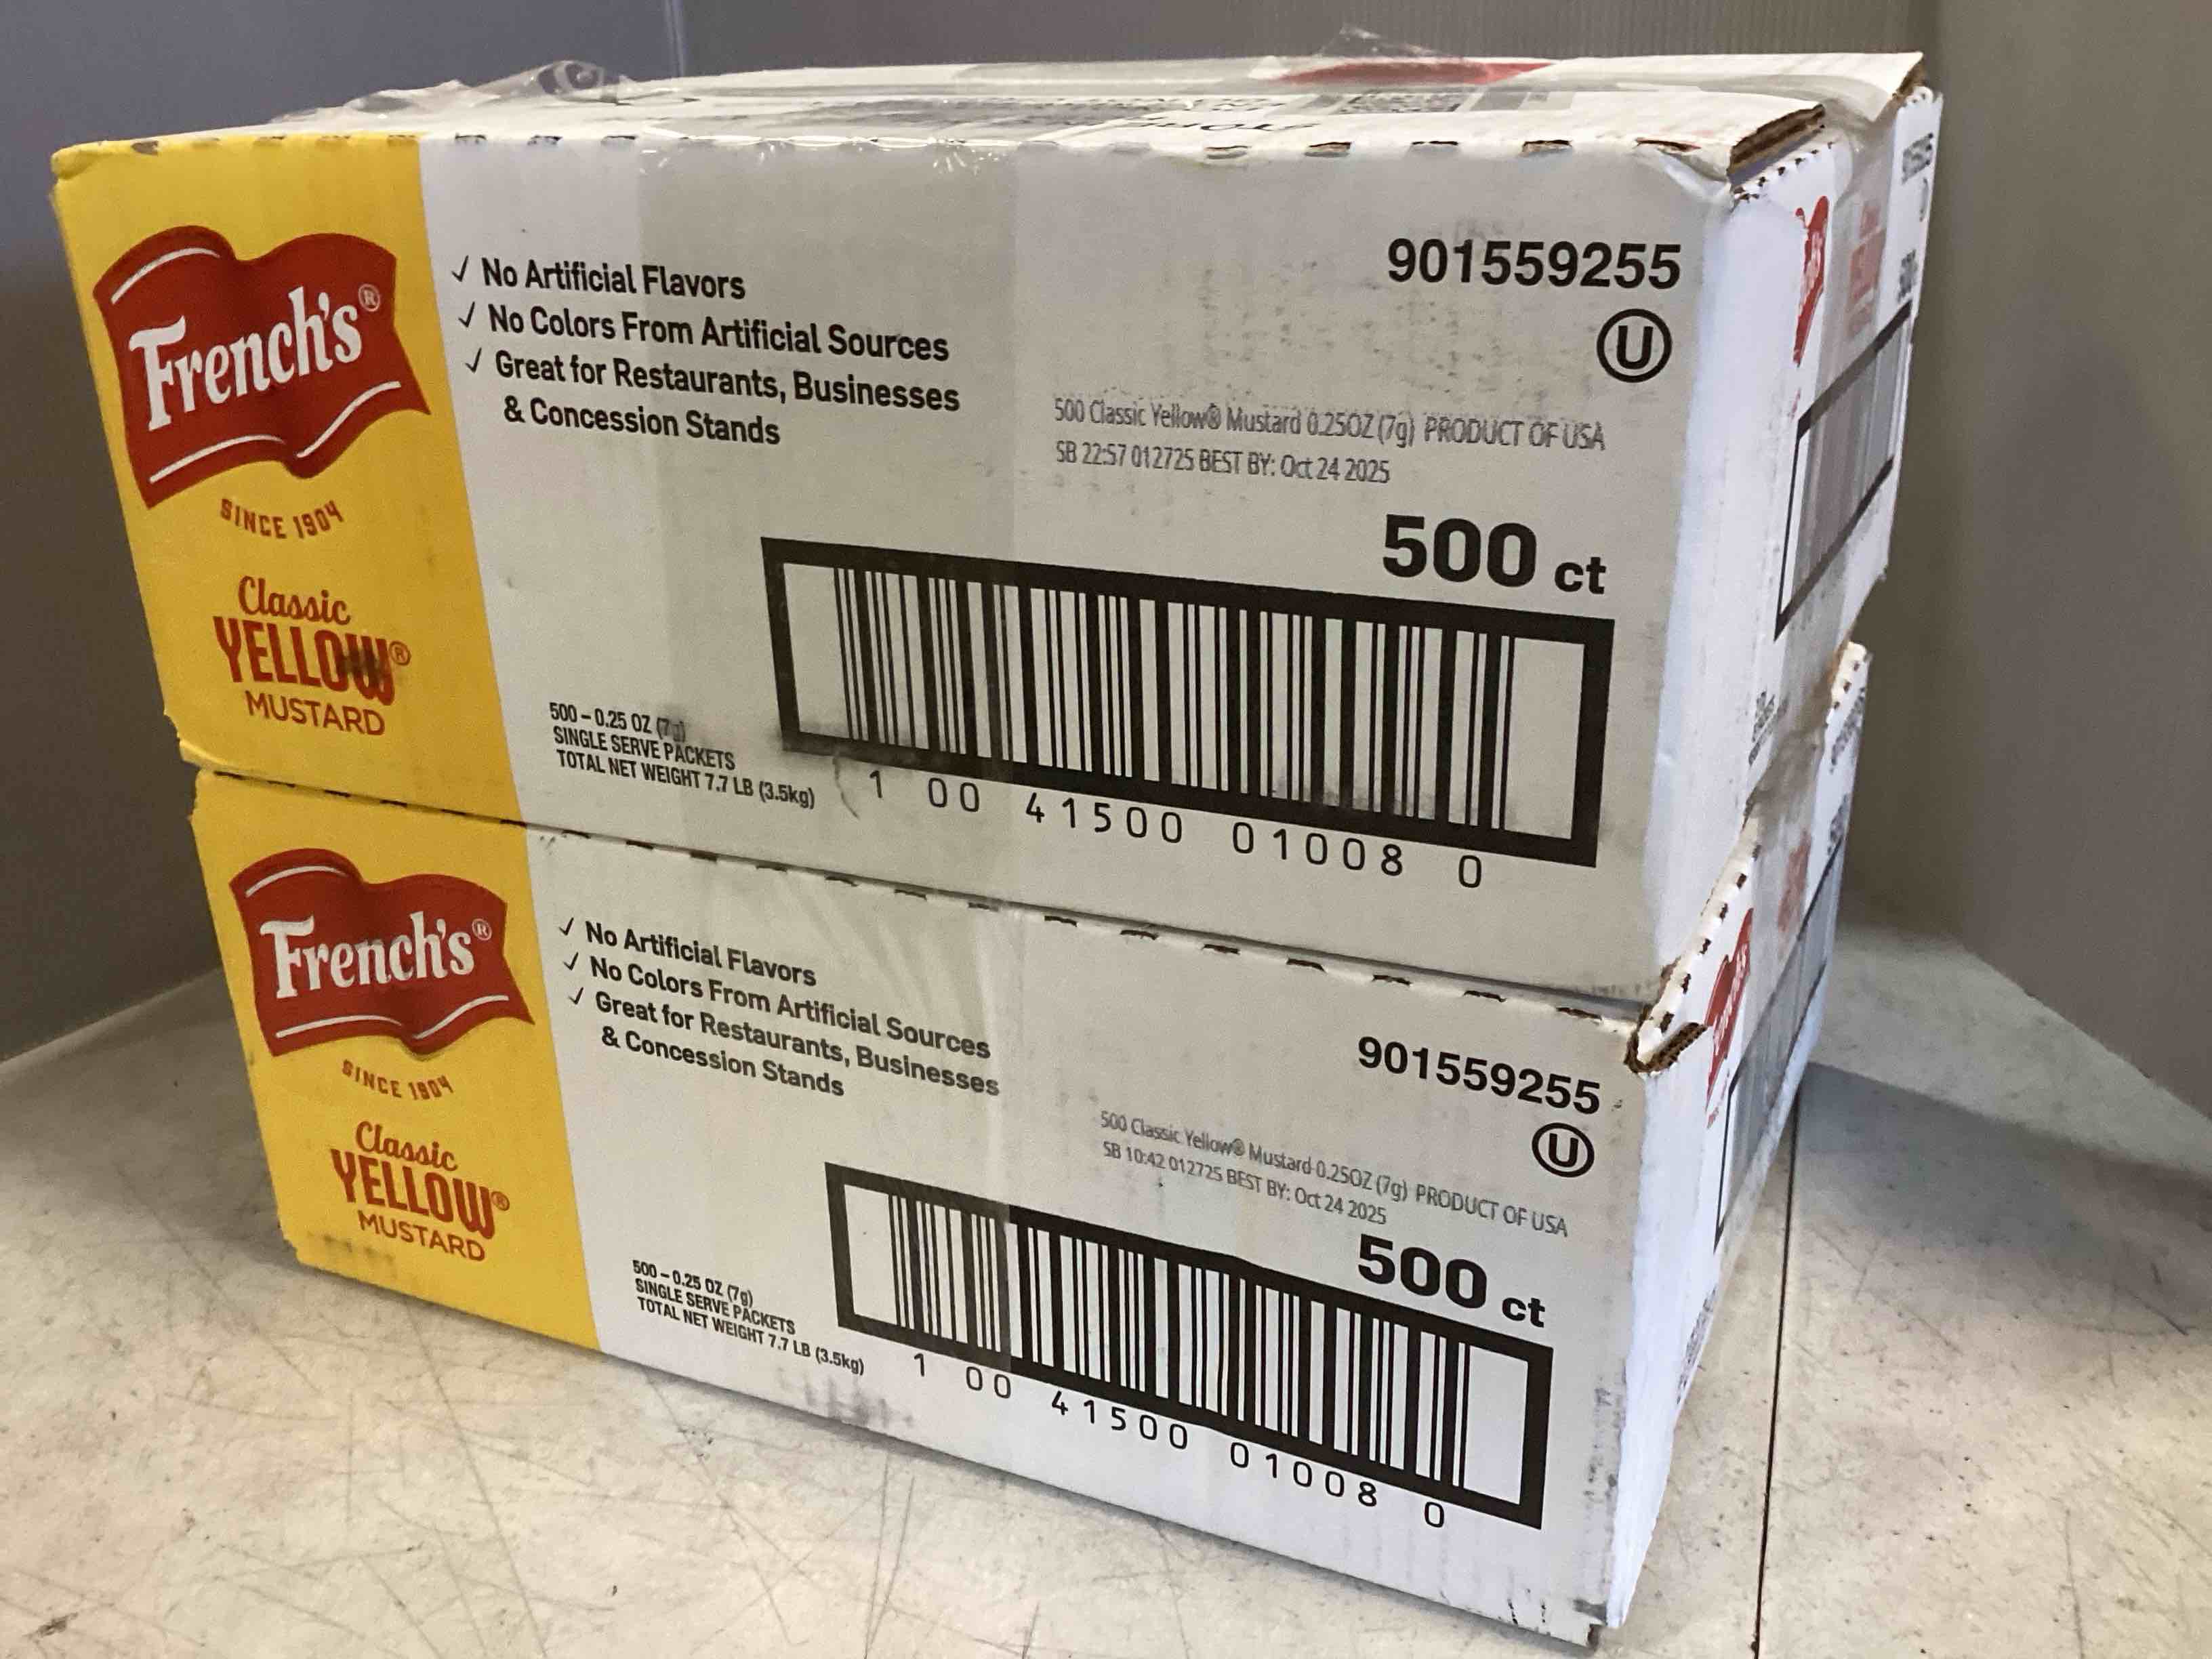 French's®
SINCE 1904
Classic
YELLOW®
MUSTARD
✓ No Artificial Flavors
✓ No Colors From Artificial Sources
✓ Great for Restaurants, Businesses
& Concession Stands
901559255
U
500 Classic Yellow® Mustard 0.25OZ (7g) PRODUCT OF USA
SB 22:57 012725 BEST BY: Oct 24 2025
500 ct
500 – 0.25 OZ (7g)
SINGLE SERVE PACKETS
TOTAL NET WEIGHT 7.7 LB (3.5kg)
1 00 41500 01008 0
French's®
SINCE 1904
Classic
YELLOW®
MUSTARD
✓ No Artificial Flavors
✓ No Colors From Artificial Sources
✓ Great for Restaurants, Businesses
& Concession Stands
901559255
U
500 Classic Yellow® Mustard 0.25OZ (7g) PRODUCT OF USA
SB 10:42 012725 BEST BY: Oct 24 2025
500 ct
500 – 0.25 OZ (7g)
SINGLE SERVE PACKETS
TOTAL NET WEIGHT 7.7 LB (3.5kg)
1 00 41500 01008 0